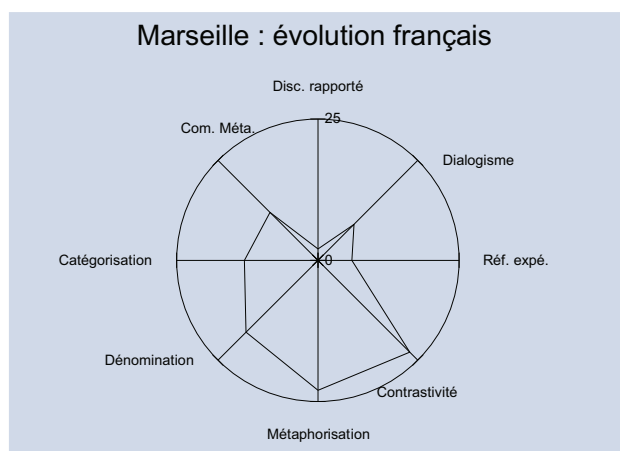 Marseille : évolution français
Disc. rapporté
25
Com. Méta.
Dialogisme
Catégorisation
0
Réf. expé.
Dénomination
Contrastivité
Métaphorisation